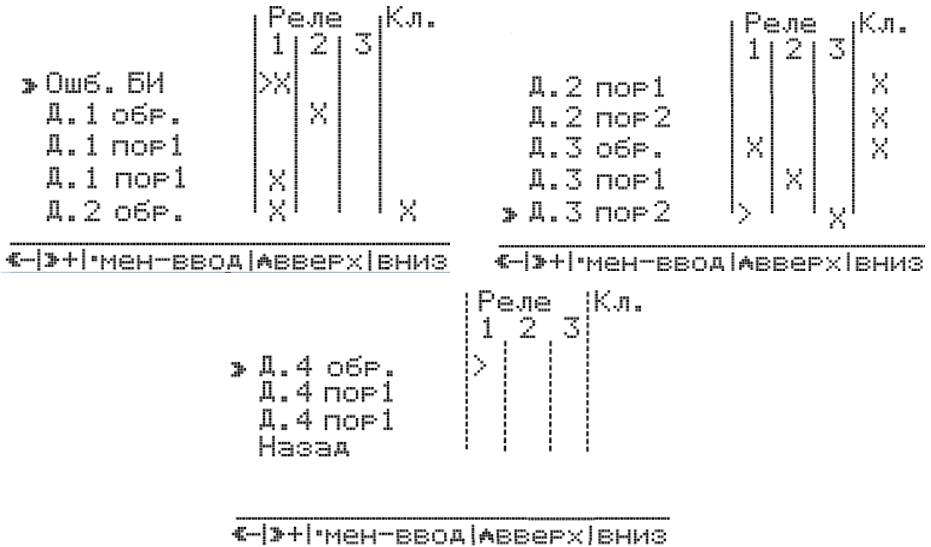 Реле Кл.
1 2 3
Ошб. БИ >X
Д.1 обр. X
Д.1 пор1
Д.1 пор1 X
Д.2 обр. X X
-|+|•мен-ввод|вверх|вниз
Реле Кл.
1 2 3
Д.2 пор1 X
Д.2 пор2 X
Д.3 обр. X X
Д.3 пор1 X
Д.3 пор2 > X
-|+|•мен-ввод|вверх|вниз
Реле Кл.
1 2 3
Д.4 обр. >
Д.4 пор1
Д.4 пор1
Назад
-|+|•мен-ввод|вверх|вниз